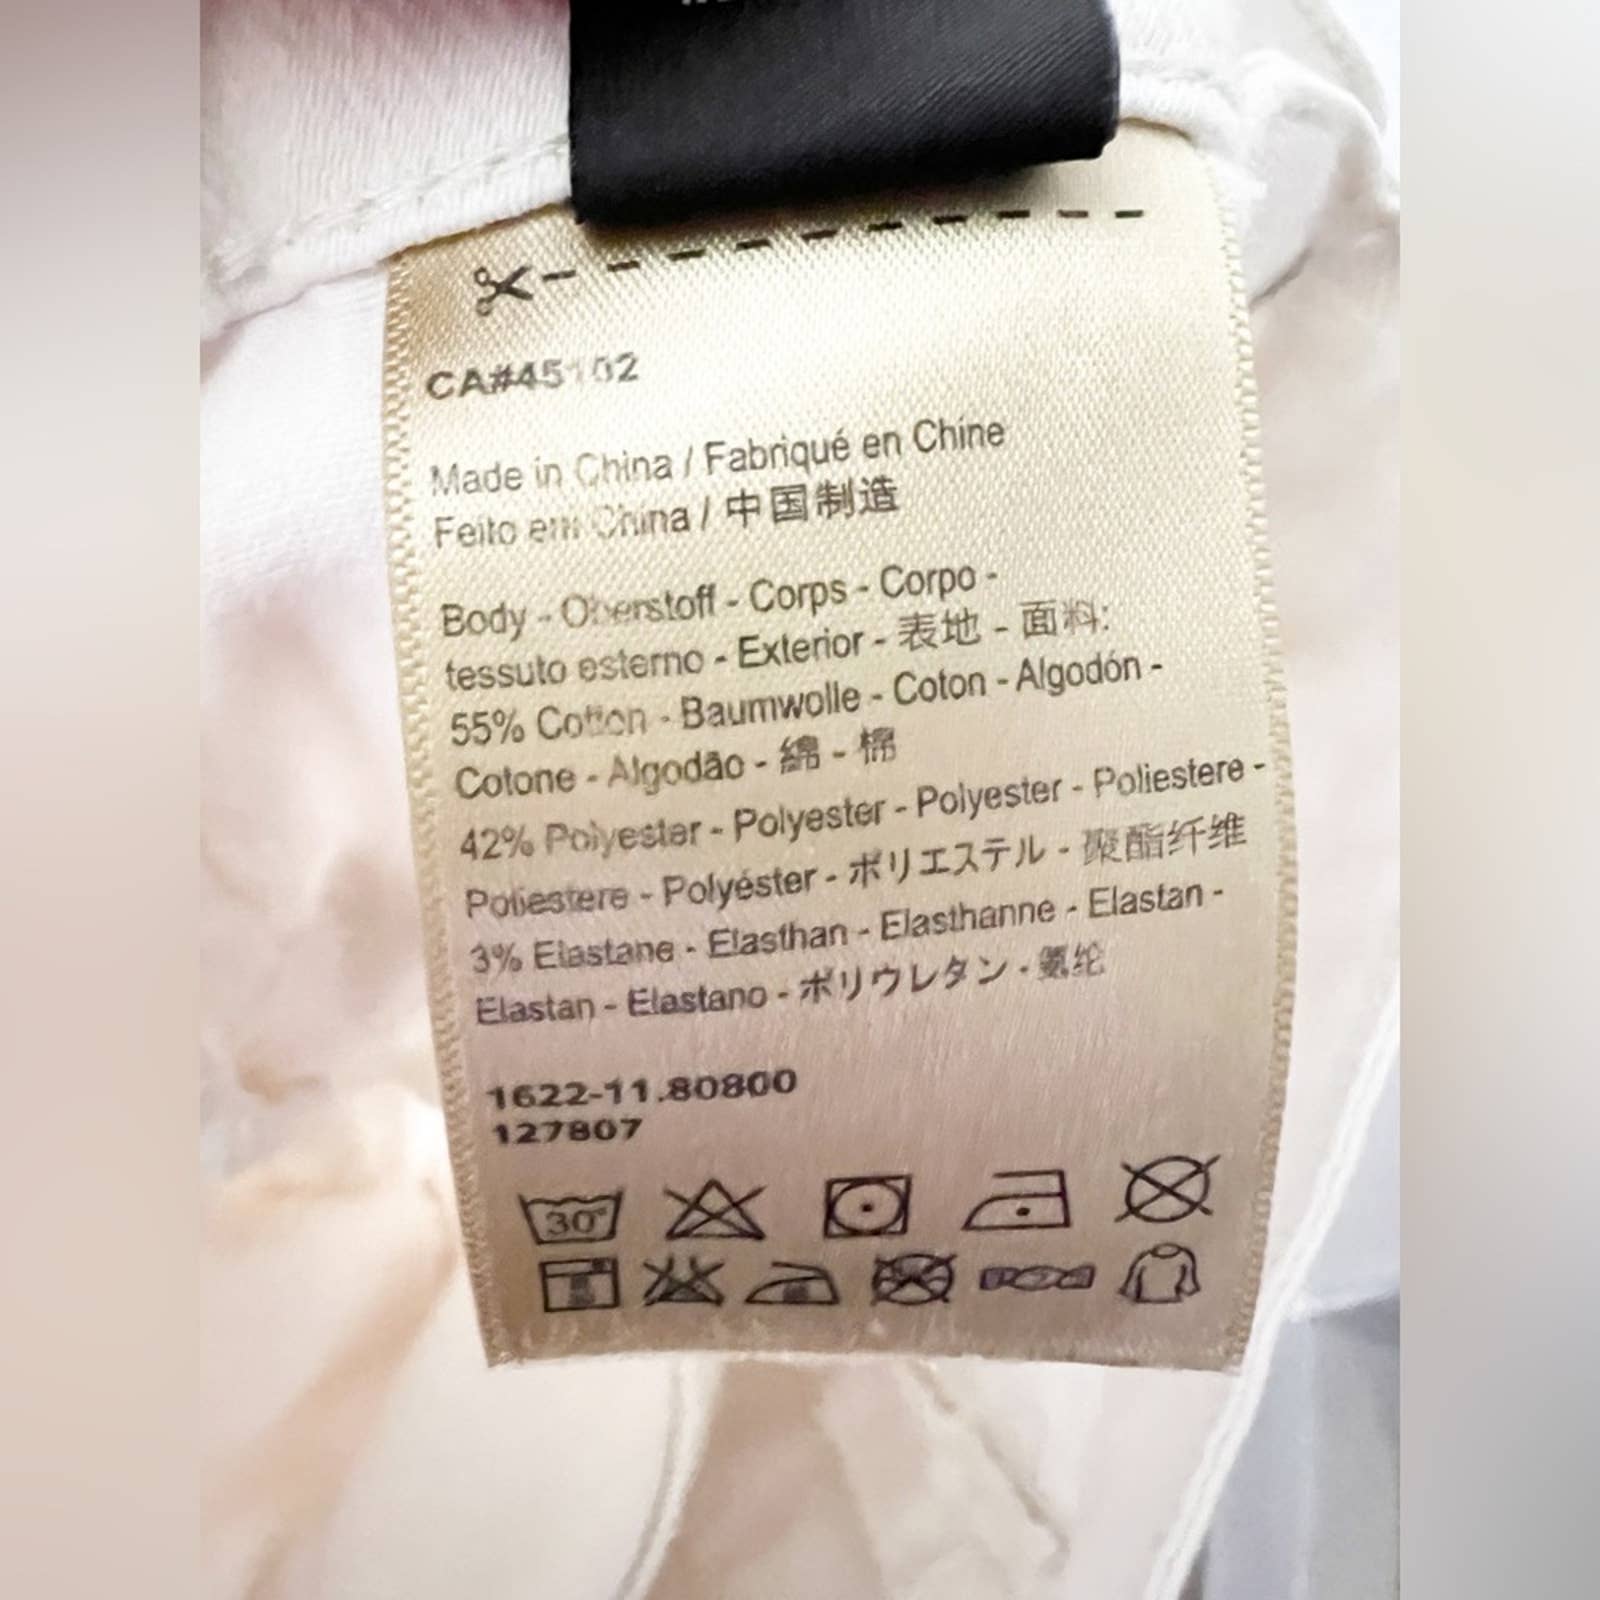 CA#45102
Made in China / Fabriqué en Chine
Feito em China / 中国制造
Body - Oberstoff - Corps - Corpo -
tessuto esterno - Exterior - 表地 - 面料:
55% Cotton - Baumwolle - Coton - Algodón -
Cotone - Algodão - 綿 - 棉
42% Polyester - Polyester - Polyester - Poliestere -
Poliestere - Polyéster - ポリエステル - 聚酯纤维
3% Elastane - Elasthan - Elasthanne - Elastan -
Elastan - Elastano - ポリウレタン - 氨纶
1622-11.80800
127807
30°